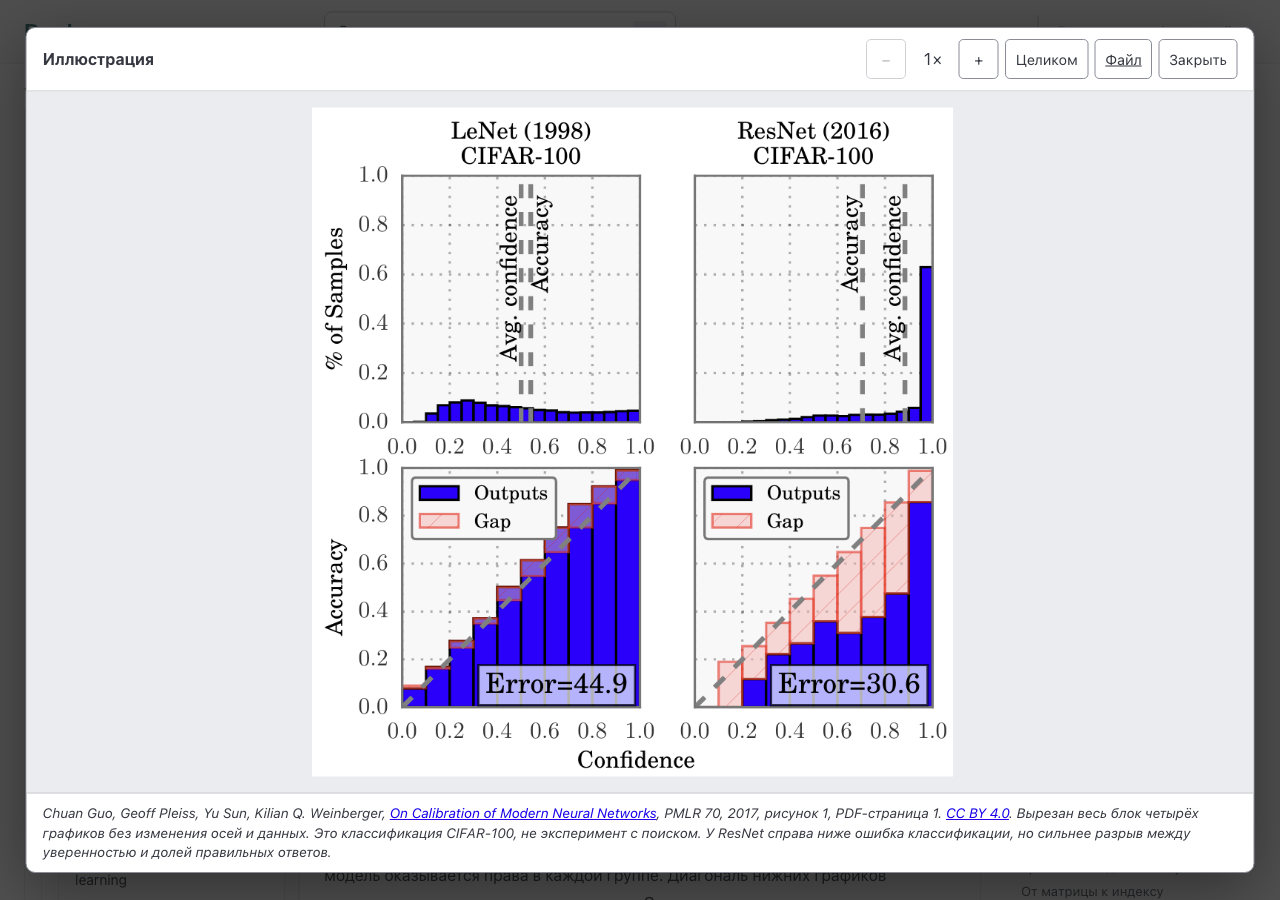 Иллюстрация
−
1×
+
Целиком
Файл
Закрыть
LeNet (1998)
CIFAR-100
ResNet (2016)
CIFAR-100
% of Samples
1.0
0.8
0.6
0.4
0.2
0.0
Avg. confidence
Accuracy
Accuracy
Avg. confidence
0.0 0.2 0.4 0.6 0.8 1.0
0.0 0.2 0.4 0.6 0.8 1.0
Accuracy
1.0
0.8
0.6
0.4
0.2
0.0
Outputs
Gap
Error=44.9
Outputs
Gap
Error=30.6
0.0 0.2 0.4 0.6 0.8 1.0
0.0 0.2 0.4 0.6 0.8 1.0
Confidence
Chuan Guo, Geoff Pleiss, Yu Sun, Kilian Q. Weinberger, On Calibration of Modern Neural Networks, PMLR 70, 2017, рисунок 1, PDF-страница 1. CC BY 4.0. Вырезан весь блок четырёх
графиков без изменения осей и данных. Это классификация CIFAR-100, не эксперимент с поиском. У ResNet справа ниже ошибка классификации, но сильнее разрыв между
уверенностью и долей правильных ответов.
learning
модель оказывается права в каждой группе. Диагональ нижних графиков
От матрицы к индексу